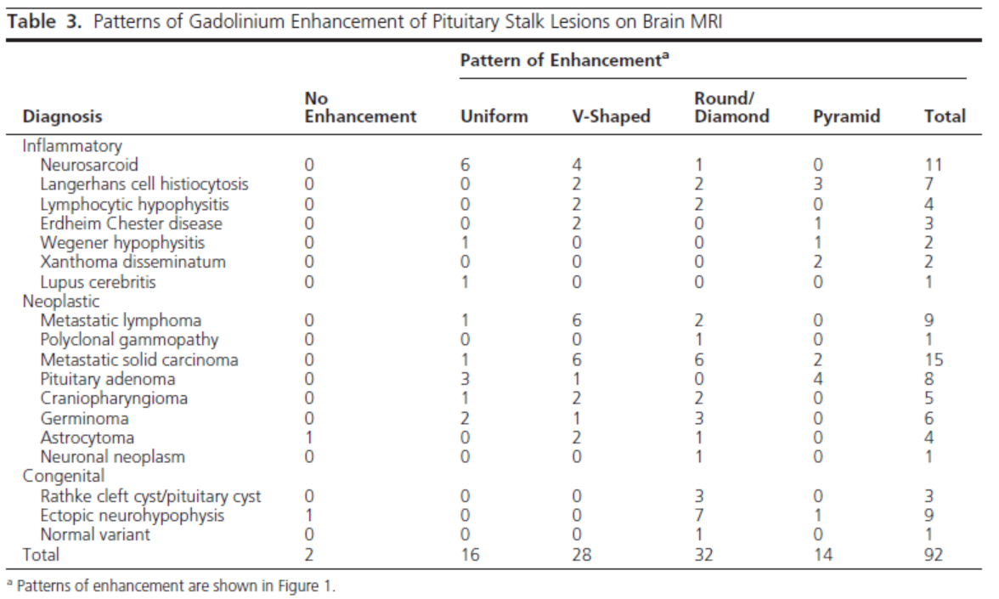 Table 3. Patterns of Gadolinium Enhancement of Pituitary Stalk Lesions on Brain MRI
Pattern of Enhancementa
Diagnosis No Enhancement Uniform V-Shaped Round/Diamond Pyramid Total
Inflammatory
Neurosarcoid 0 6 4 1 0 11
Langerhans cell histiocytosis 0 0 2 2 3 7
Lymphocytic hypophysitis 0 0 2 2 0 4
Erdheim Chester disease 0 0 2 0 1 3
Wegener hypophysitis 0 1 0 0 1 2
Xanthoma disseminatum 0 0 0 0 2 2
Lupus cerebritis 0 1 0 0 0 1
Neoplastic
Metastatic lymphoma 0 1 6 2 0 9
Polyclonal gammopathy 0 0 0 1 0 1
Metastatic solid carcinoma 0 1 6 6 2 15
Pituitary adenoma 0 3 1 0 4 8
Craniopharyngioma 0 1 2 2 0 5
Germinoma 0 2 1 3 0 6
Astrocytoma 1 0 2 1 0 4
Neuronal neoplasm 0 0 0 1 0 1
Congenital
Rathke cleft cyst/pituitary cyst 0 0 0 3 0 3
Ectopic neurohypophysis 1 0 0 7 1 9
Normal variant 0 0 0 1 0 1
Total 2 16 28 32 14 92
a Patterns of enhancement are shown in Figure 1.